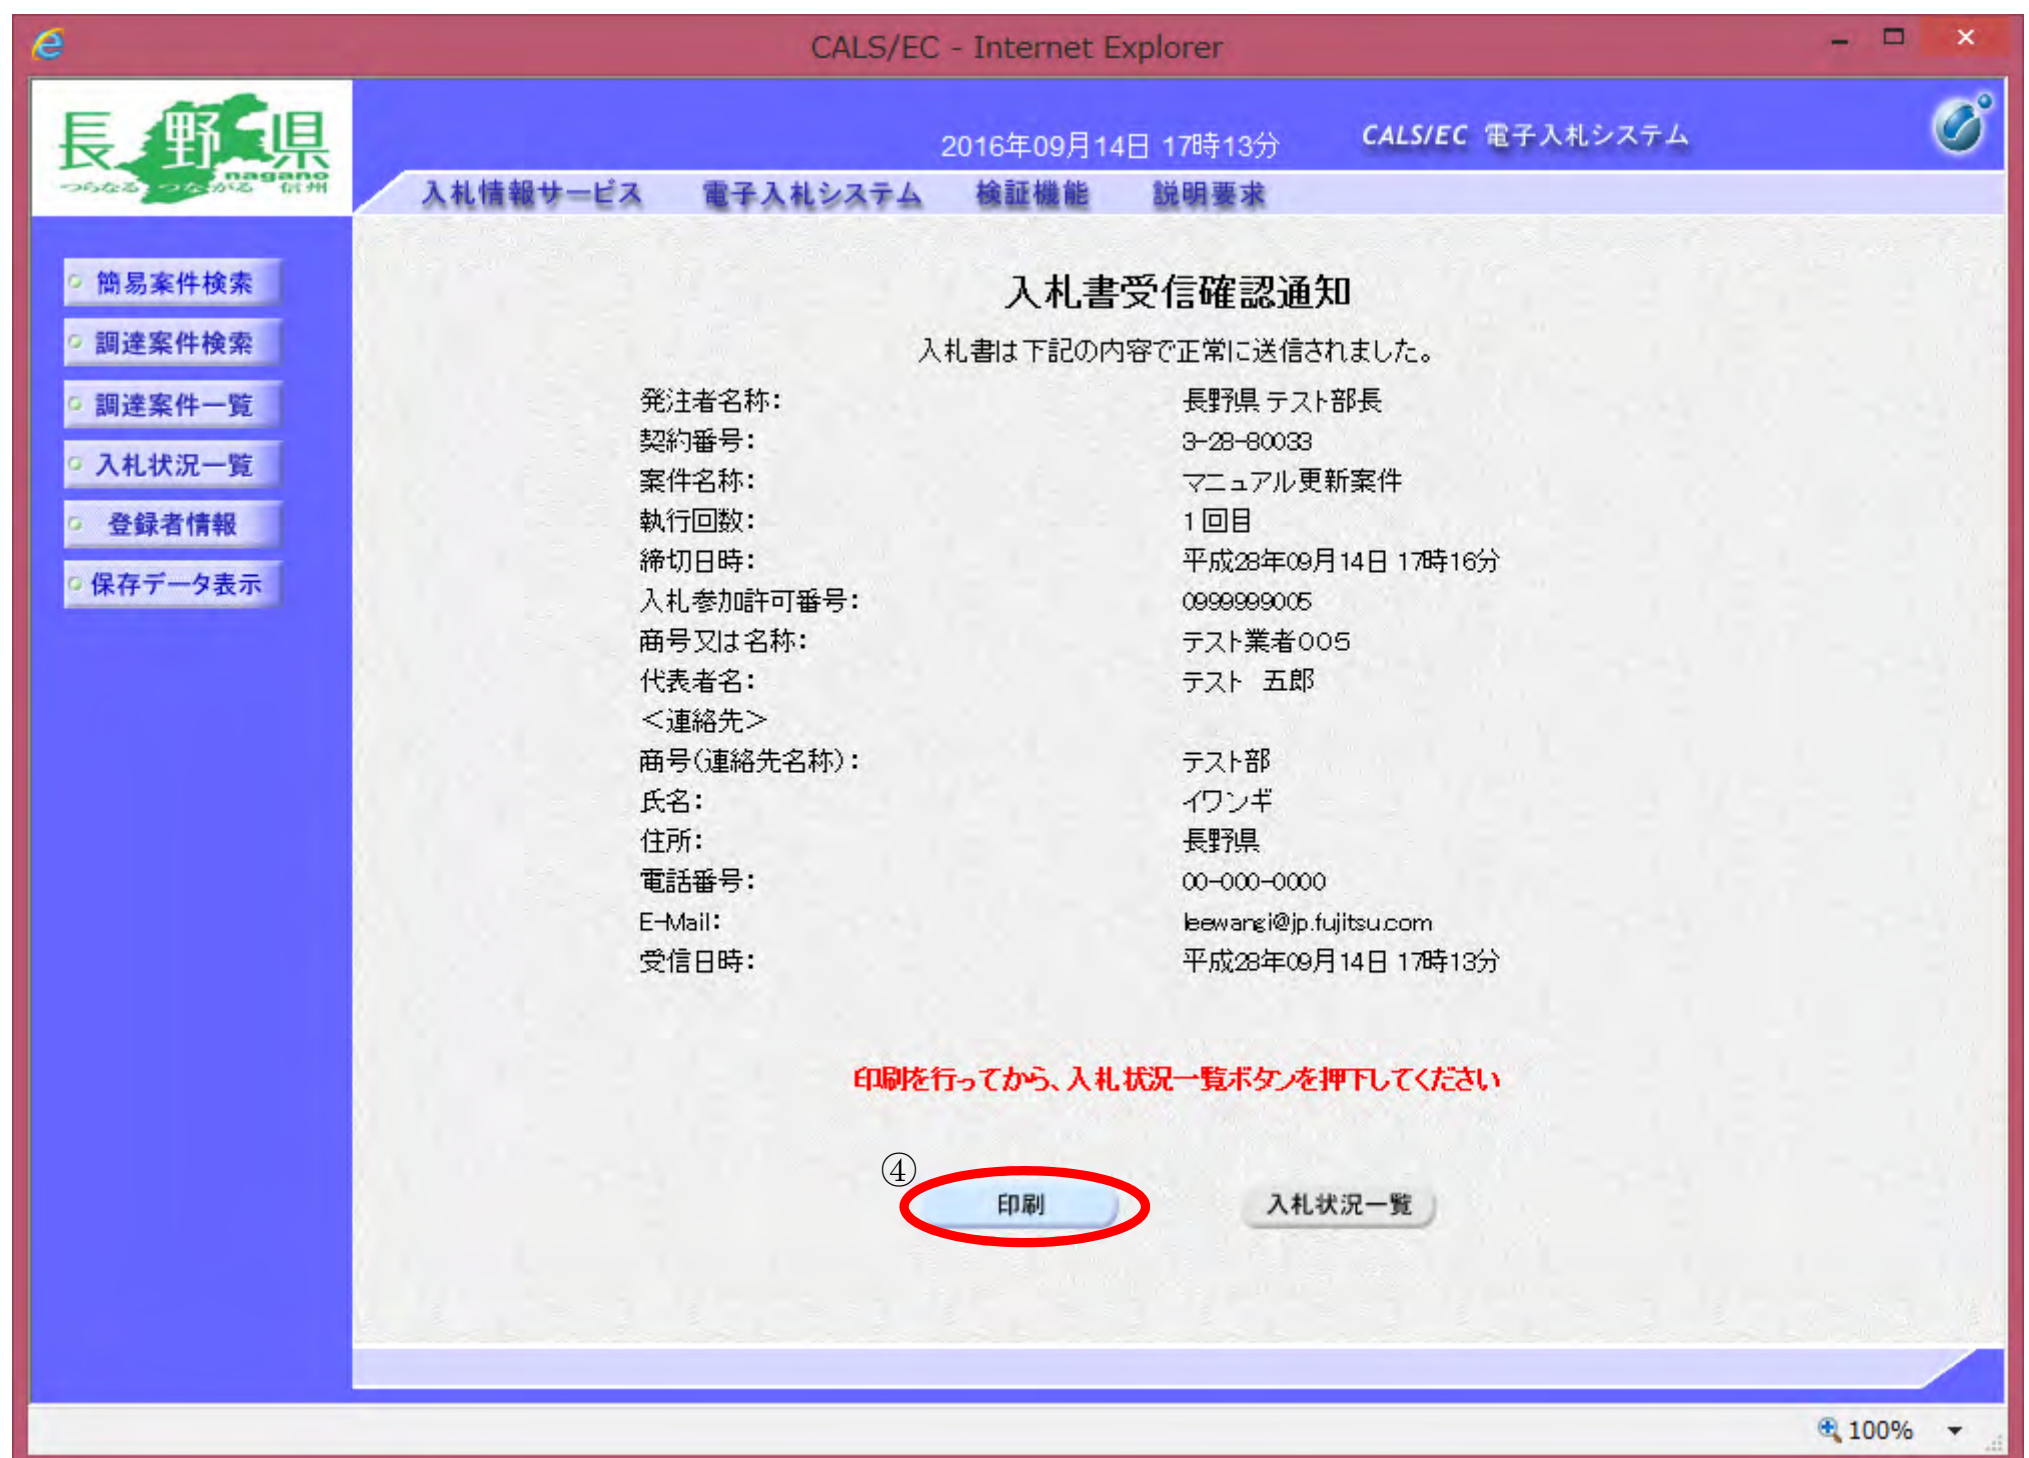 CALS/EC - Internet Explorer
長野県
nagano
つらなる つながる 信州
2016年09月14日 17時13分
CALS/EC 電子入札システム
入札情報サービス 電子入札システム 検証機能 説明要求
簡易案件検索
調達案件検索
調達案件一覧
入札状況一覧
登録者情報
保存データ表示
入札書受信確認通知
入札書は下記の内容で正常に送信されました。
発注者名称： 長野県 テスト部長
契約番号： 3-28-80033
案件名称： マニュアル更新案件
執行回数： 1回目
締切日時： 平成28年09月14日 17時16分
入札参加許可番号： 0999999005
商号又は名称： テスト業者００５
代表者名： テスト　五郎
＜連絡先＞
商号(連絡先名称)： テスト部
氏名： イワンギ
住所： 長野県
電話番号： 00-000-0000
E-Mail： leewangi@jp.fujitsu.com
受信日時： 平成28年09月14日 17時13分
印刷を行ってから、入札状況一覧ボタンを押下してください
④
印刷 入札状況一覧
100%